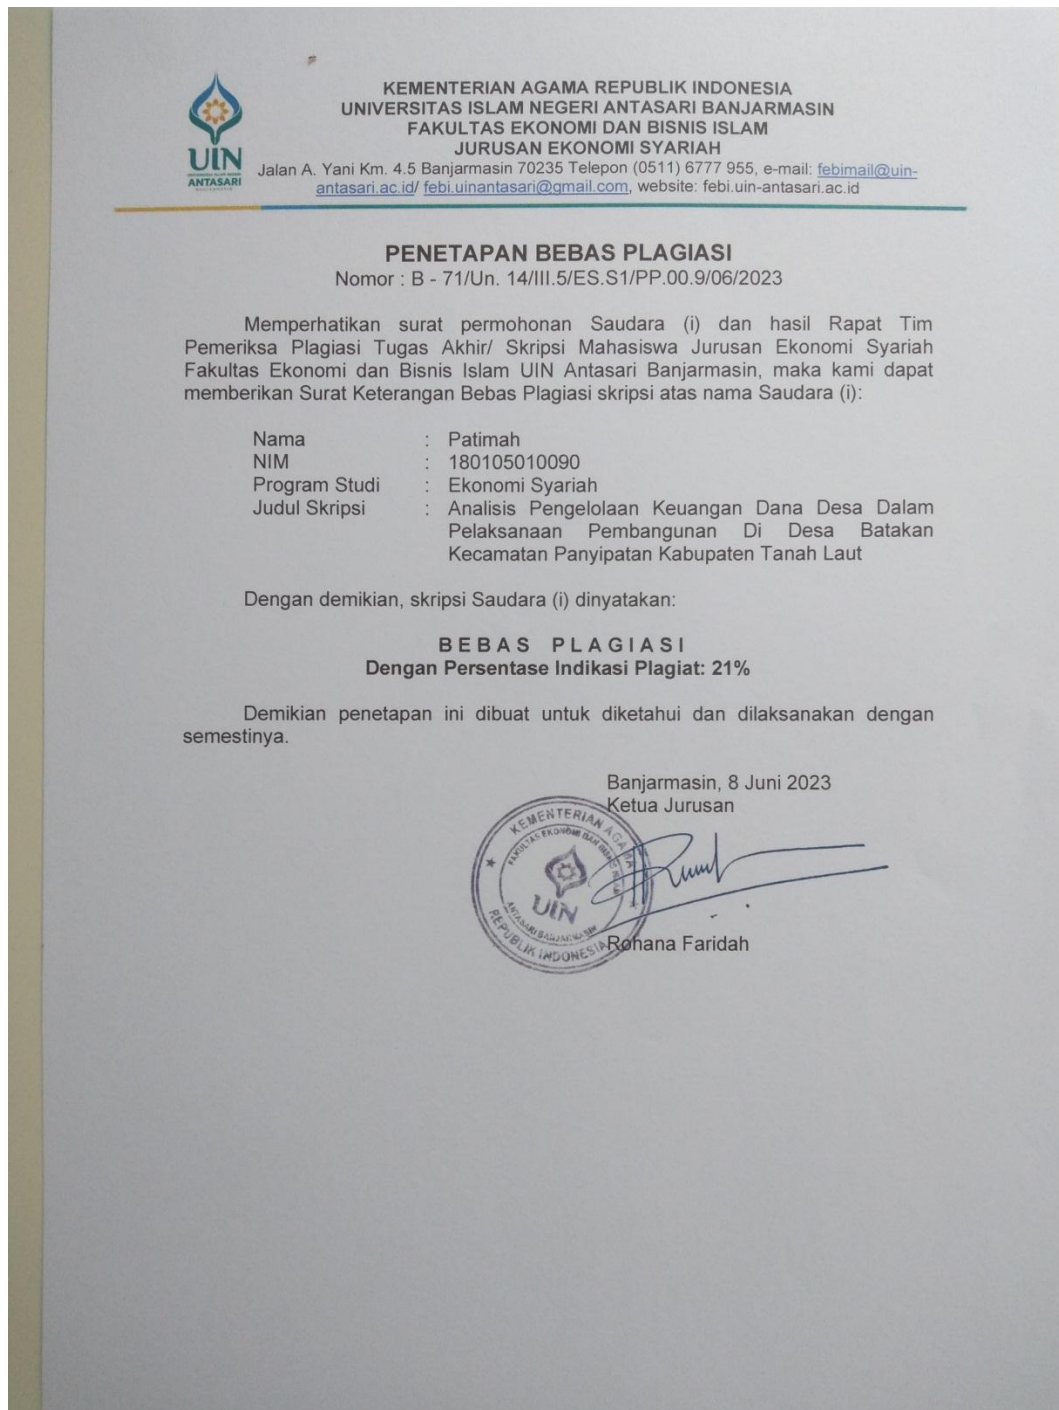 KEMENTERIAN AGAMA REPUBLIK INDONESIA
UNIVERSITAS ISLAM NEGERI ANTASARI BANJARMASIN
FAKULTAS EKONOMI DAN BISNIS ISLAM
JURUSAN EKONOMI SYARIAH
Jalan A. Yani Km. 4.5 Banjarmasin 70235 Telepon (0511) 6777 955, e-mail: febimail@uin-
antasari.ac.id/ febi.uinantasari@gmail.com, website: febi.uin-antasari.ac.id
UIN
ANTASARI
PENETAPAN BEBAS PLAGIASI
Nomor : B - 71/Un. 14/III.5/ES.S1/PP.00.9/06/2023
Memperhatikan surat permohonan Saudara (i) dan hasil Rapat Tim
Pemeriksa Plagiasi Tugas Akhir/ Skripsi Mahasiswa Jurusan Ekonomi Syariah
Fakultas Ekonomi dan Bisnis Islam UIN Antasari Banjarmasin, maka kami dapat
memberikan Surat Keterangan Bebas Plagiasi skripsi atas nama Saudara (i):
Nama : Patimah
NIM : 180105010090
Program Studi : Ekonomi Syariah
Judul Skripsi : Analisis Pengelolaan Keuangan Dana Desa Dalam
Pelaksanaan Pembangunan Di Desa Batakan
Kecamatan Panyipatan Kabupaten Tanah Laut
Dengan demikian, skripsi Saudara (i) dinyatakan:
BEBAS PLAGIASI
Dengan Persentase Indikasi Plagiat: 21%
Demikian penetapan ini dibuat untuk diketahui dan dilaksanakan dengan
semestinya.
Banjarmasin, 8 Juni 2023
Ketua Jurusan
KEMENTERIAN AGAMA
FAKULTAS EKONOMI DAN BISNIS ISLAM
UIN
ANTASARI BANJARMASIN
REPUBLIK INDONESIA
Rohana Faridah